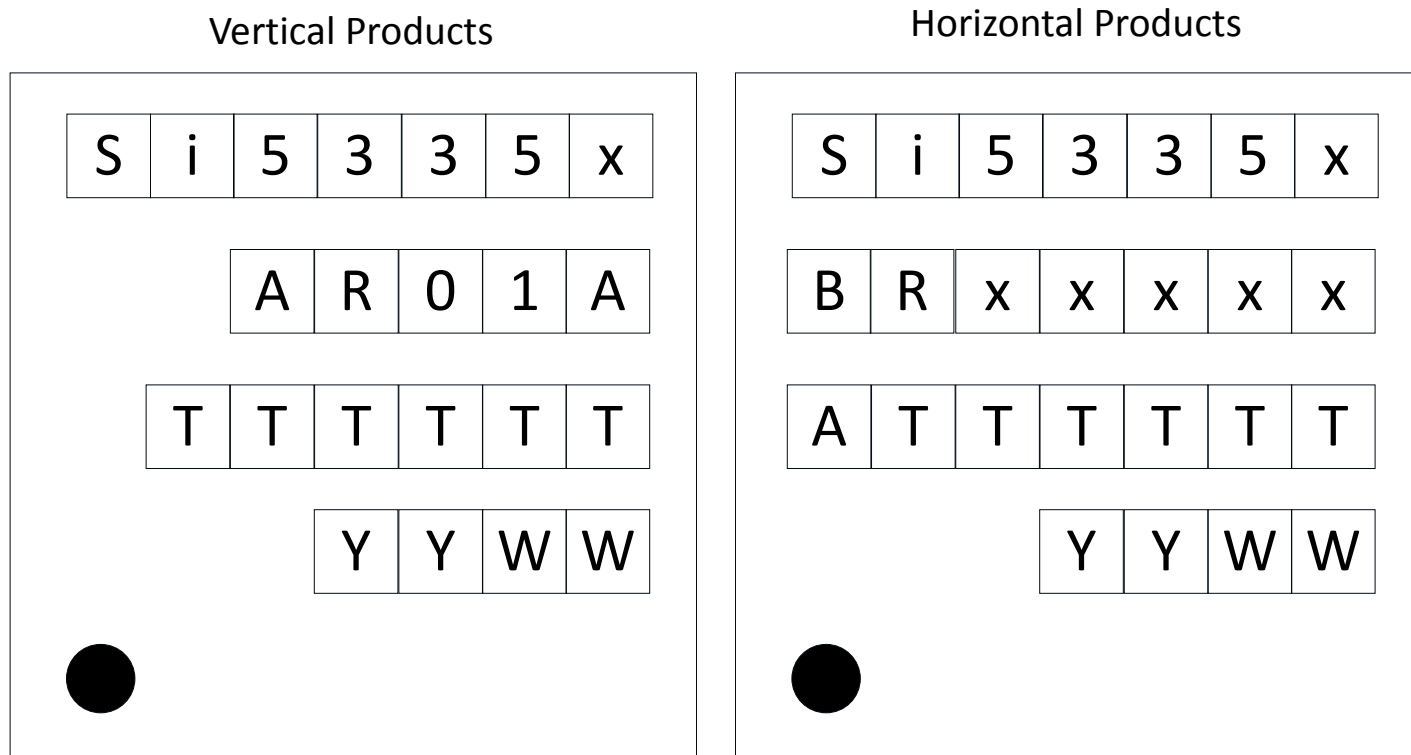 Vertical Products
Si5335x
AR01A
TTTTTT
YYWW
Horizontal Products
Si5335x
BRxxxxx
ATTTTTT
YYWW